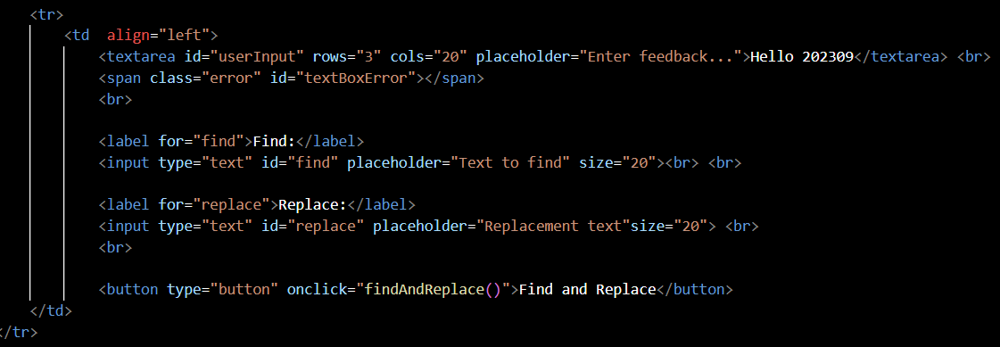 <tr>
<td  align="left">
<textarea id="userInput" rows="3" cols="20" placeholder="Enter feedback...">Hello 202309</textarea> <br>
<span class="error" id="textBoxError"></span>
<br>
<label for="find">Find:</label>
<input type="text" id="find" placeholder="Text to find" size="20"><br> <br>
<label for="replace">Replace:</label>
<input type="text" id="replace" placeholder="Replacement text"size="20"> <br>
<br>
<button type="button" onclick="findAndReplace()">Find and Replace</button>
</td>
</tr>